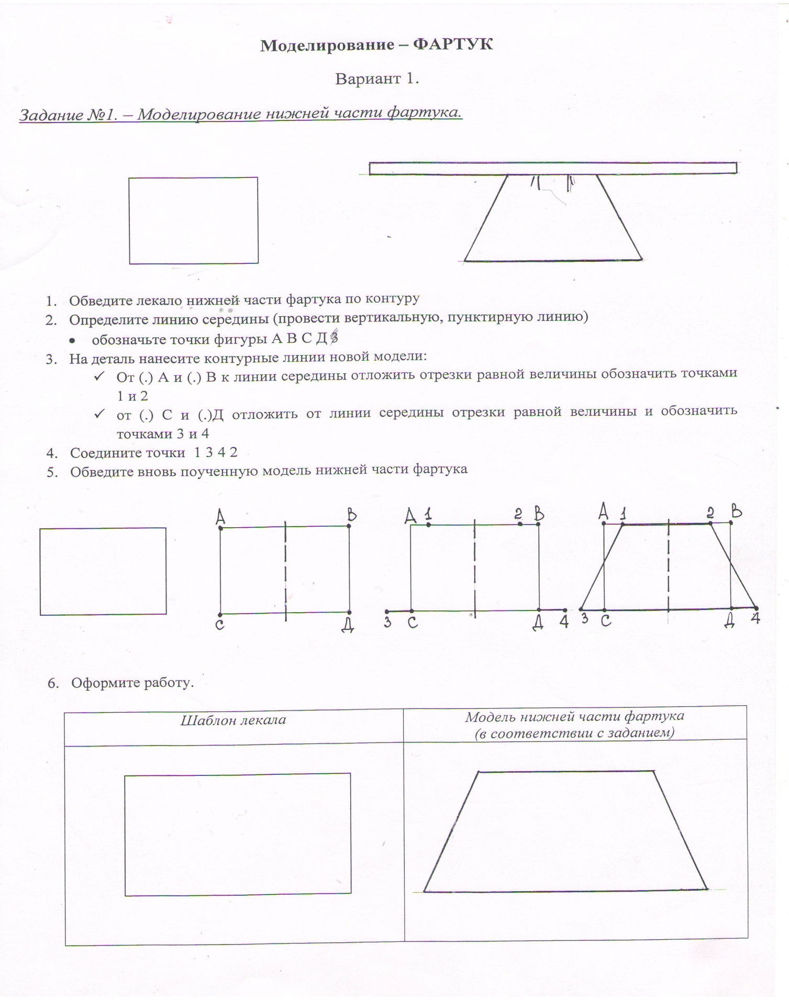 Моделирование – ФАРТУК
Вариант 1.
Задание №1. – Моделирование нижней части фартука.
1. Обведите лекало нижней части фартука по контуру
2. Определите линию середины (провести вертикальную, пунктирную линию)
• обозначьте точки фигуры А В С Д
3. На деталь нанесите контурные линии новой модели:
✓ От (.) А и (.) В к линии середины отложить отрезки равной величины обозначить точками
1 и 2
✓ от (.) С и (.)Д отложить от линии середины отрезки равной величины и обозначить
точками 3 и 4
4. Соедините точки 1 3 4 2
5. Обведите вновь поученную модель нижней части фартука
А В А 1 2 В А 1 2 В
С Д 3 С Д 4 3 С Д 4
6. Оформите работу.
Шаблон лекала
Модель нижней части фартука
(в соответствии с заданием)